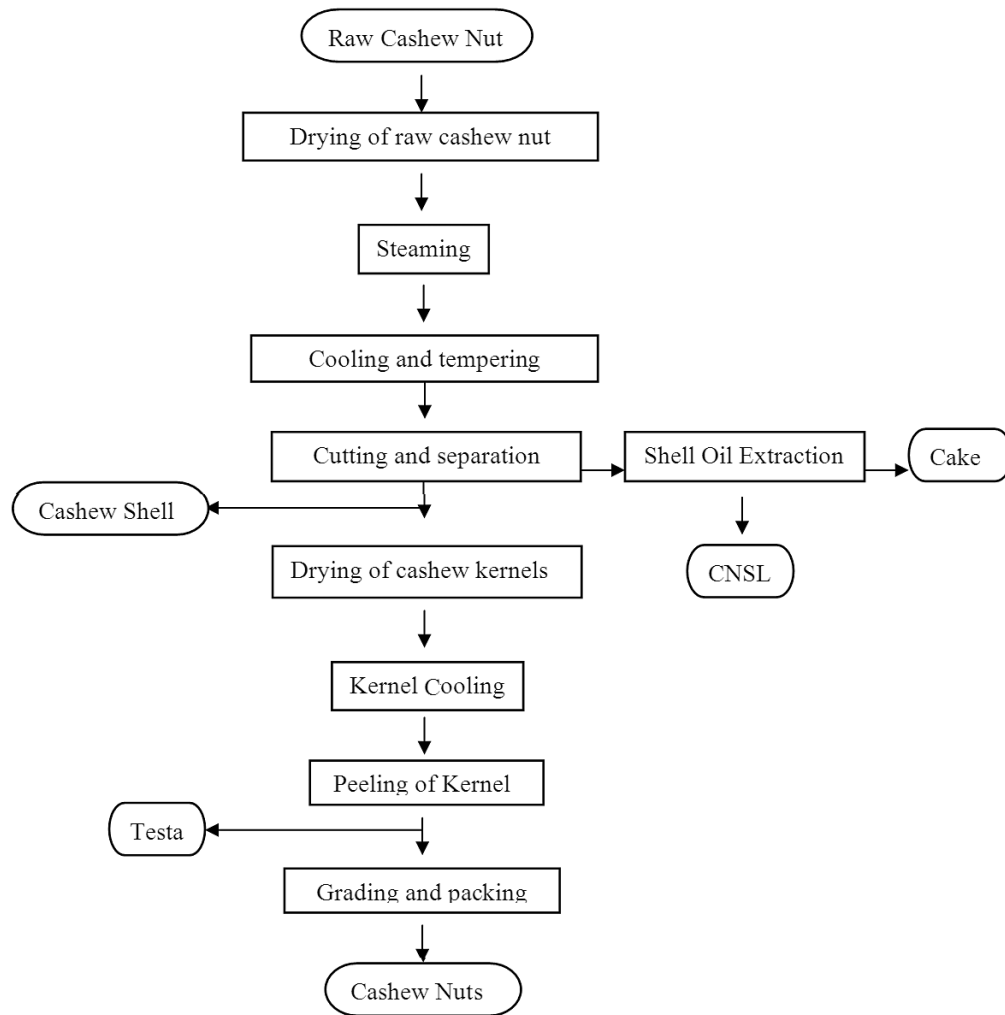 Raw Cashew Nut
Drying of raw cashew nut
Steaming
Cooling and tempering
Cutting and separation
Shell Oil Extraction
Cake
Cashew Shell
CNSL
Drying of cashew kernels
Kernel Cooling
Peeling of Kernel
Testa
Grading and packing
Cashew Nuts